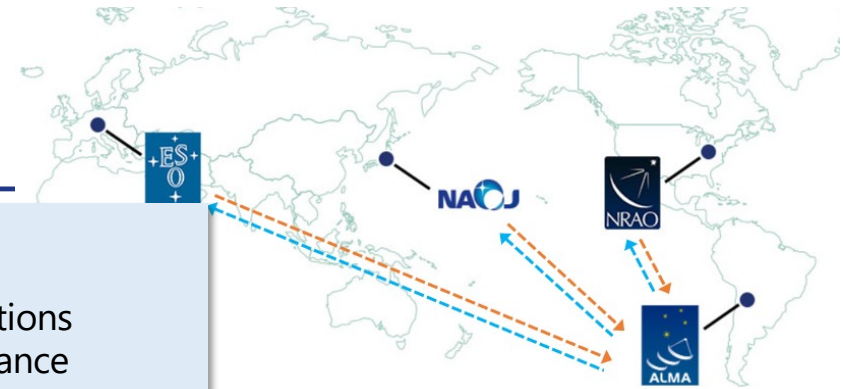 ES
O
NAOJ
NRAO
ALMA
tions
ance